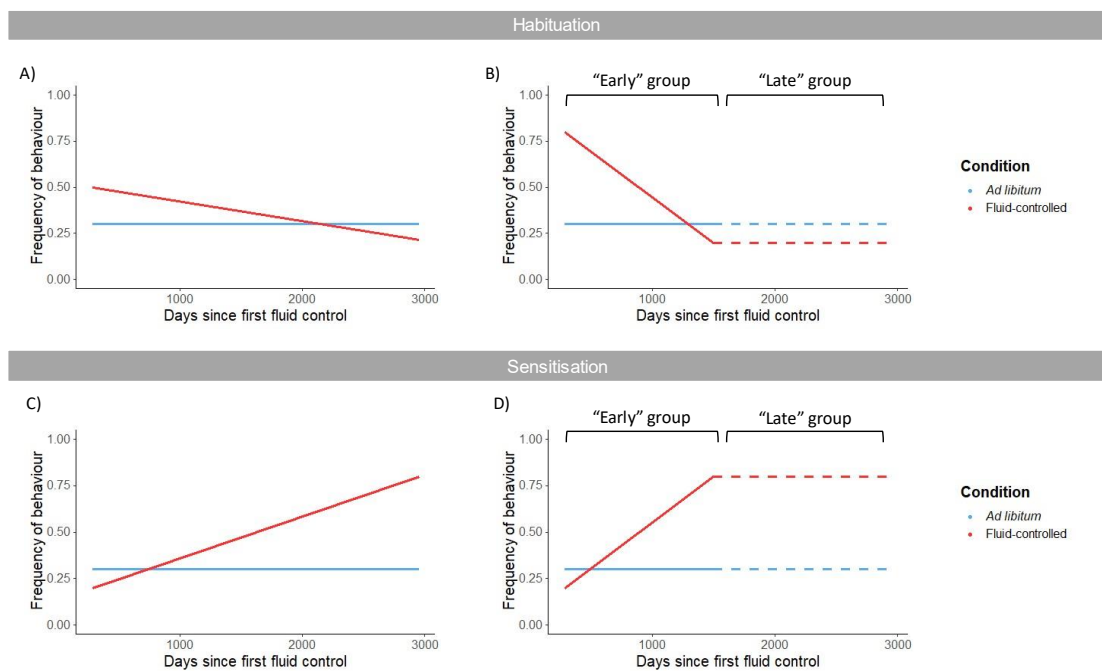 Habituation
A)
B)
"Early" group
"Late" group
1.00
0.75
0.50
0.25
0.00
Frequency of behaviour
1000
2000
3000
Days since first fluid control
1.00
0.75
0.50
0.25
0.00
Frequency of behaviour
1000
2000
3000
Days since first fluid control
Condition
Ad libitum
Fluid-controlled
Sensitisation
C)
D)
"Early" group
"Late" group
1.00
0.75
0.50
0.25
0.00
Frequency of behaviour
1000
2000
3000
Days since first fluid control
1.00
0.75
0.50
0.25
0.00
Frequency of behaviour
1000
2000
3000
Days since first fluid control
Condition
Ad libitum
Fluid-controlled